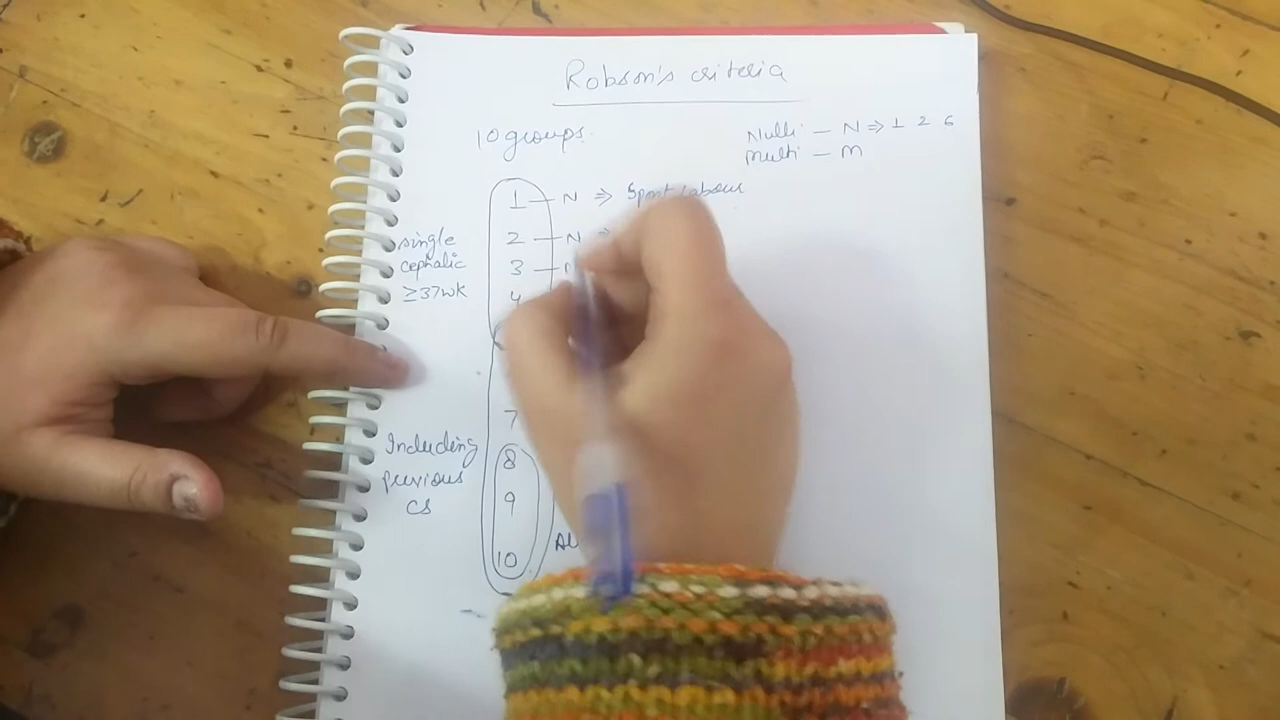 Robson's criteria
10 groups.
Nulli – N ⇒ 1 2 6
Multi – M
1 – N ⇒ Spont labour
2 – N
3 –
4
single
cephalic
≥37wk
7
8
9
10
Including
previous
CS